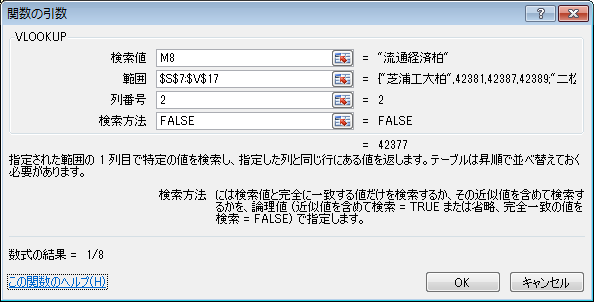 関数の引数
VLOOKUP
検索値 M8 = "流通経済柏"
範囲 $S$7:$V$17 = {"芝浦工大柏",42381,42387,42389;"二松
列番号 2 = 2
検索方法 FALSE = FALSE
= 42377
指定された範囲の 1 列目で特定の値を検索し、指定した列と同じ行にある値を返します。テーブルは昇順で並べ替えておく
必要があります。
検索方法 には検索値と完全に一致する値だけを検索するか、その近似値を含めて検索す
るかを、論理値 (近似値を含めて検索 = TRUE または省略、完全一致の値を
検索 = FALSE) で指定します。
数式の結果 = 1/8
この関数のヘルプ(H)
OK
キャンセル